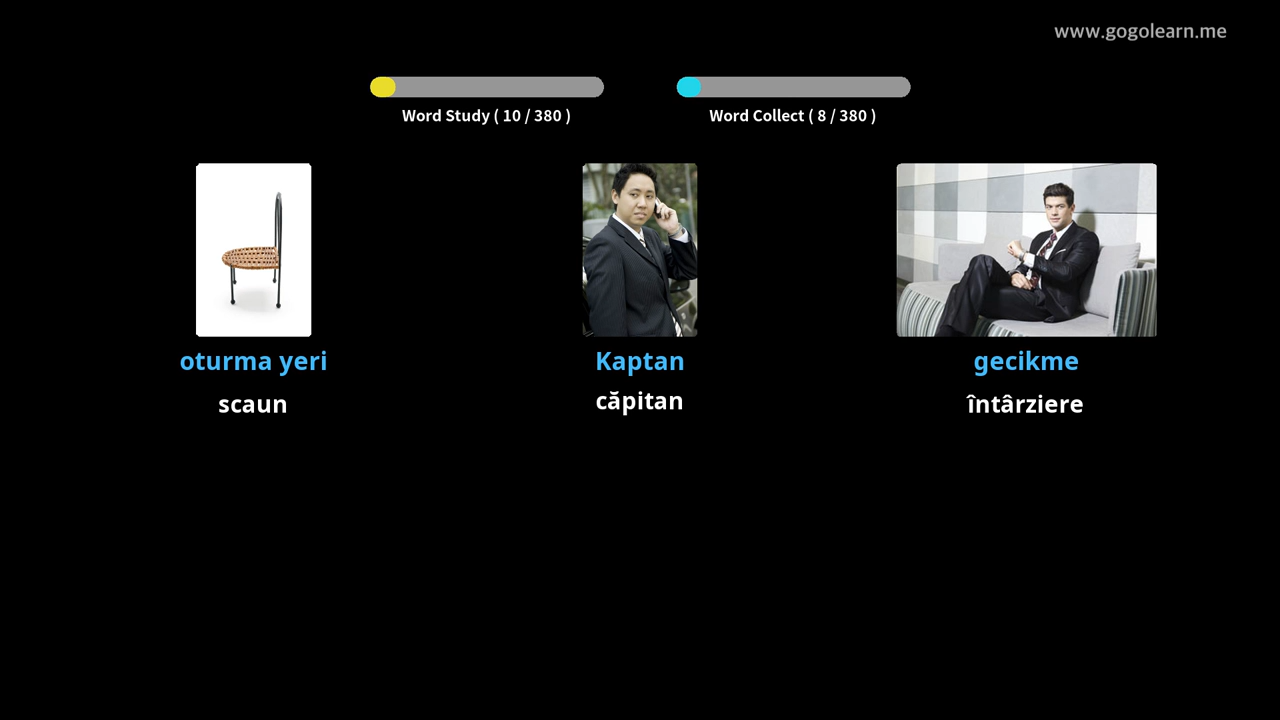 www.gogolearn.me
Word Study ( 10 / 380 )
Word Collect ( 8 / 380 )
oturma yeri
Kaptan
gecikme
scaun
căpitan
întârziere